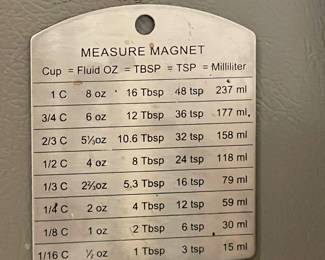 MEASURE MAGNET
Cup = Fluid OZ = TBSP = TSP = Milliliter
1 C 8 oz 16 Tbsp 48 tsp 237 ml
3/4 C 6 oz 12 Tbsp 36 tsp 177 ml
2/3 C 5⅓oz 10.6 Tbsp 32 tsp 158 ml
1/2 C 4 oz 8 Tbsp 24 tsp 118 ml
1/3 C 2⅔oz 5.3 Tbsp 16 tsp 79 ml
1/4 C 2 oz 4 Tbsp 12 tsp 59 ml
1/8 C 1 oz 2 Tbsp 6 tsp 30 ml
1/16 C ½ oz 1 Tbsp 3 tsp 15 ml